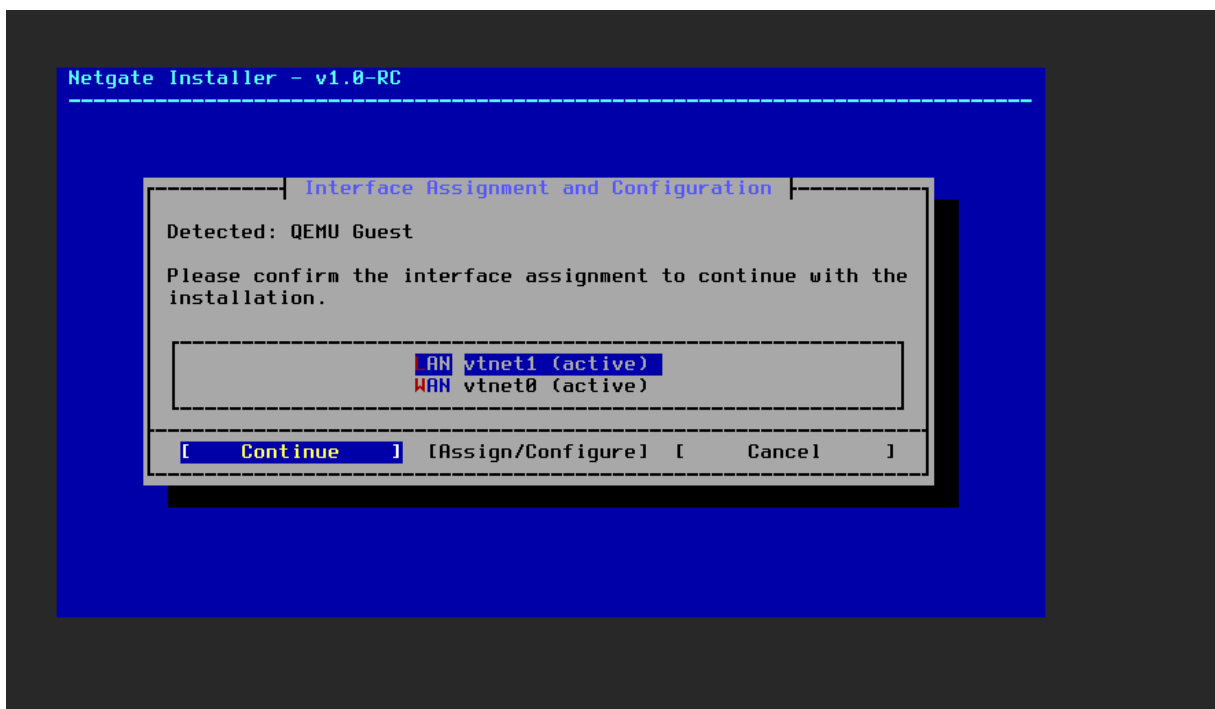 Netgate Installer - v1.0-RC
Interface Assignment and Configuration
Detected: QEMU Guest
Please confirm the interface assignment to continue with the
installation.
LAN vtnet1 (active)
WAN vtnet0 (active)
[ Continue ] [Assign/Configure] [ Cancel ]